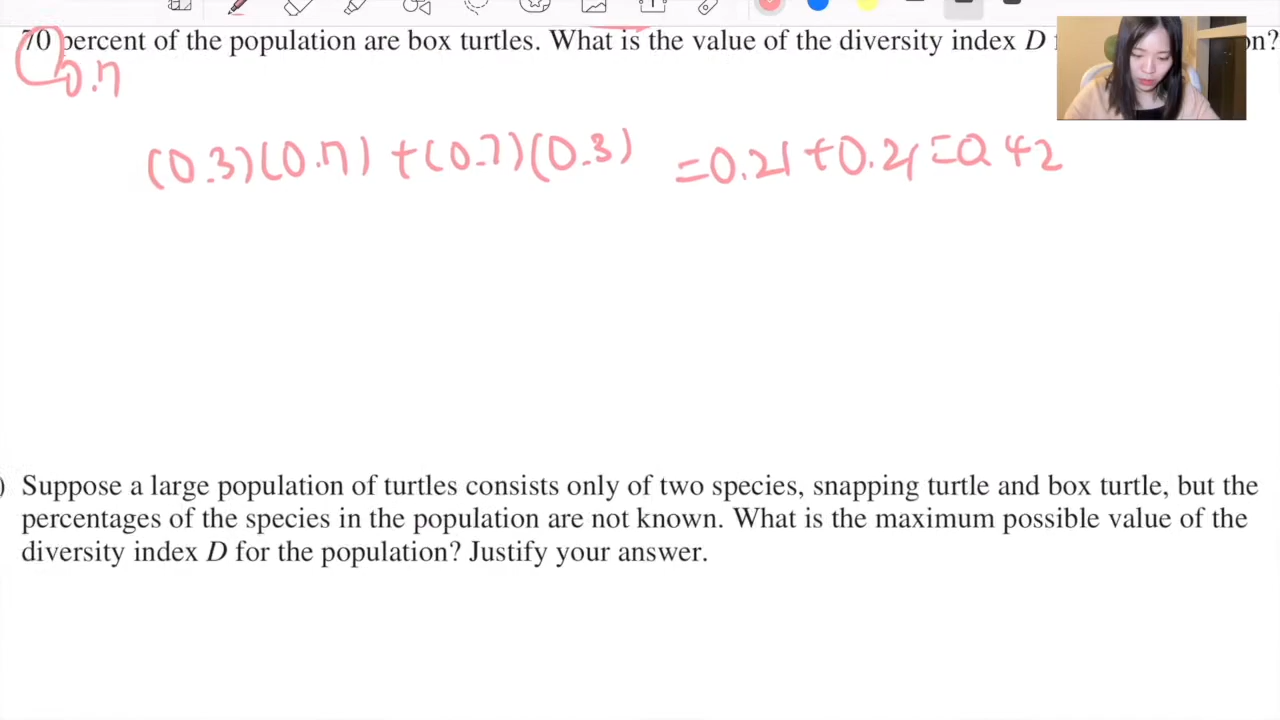 70 percent of the population are box turtles. What is the value of the diversity index D
on?
0.7
(0.3)(0.7)+(0.7)(0.3) =0.21+0.21=0.42
) Suppose a large population of turtles consists only of two species, snapping turtle and box turtle, but the
percentages of the species in the population are not known. What is the maximum possible value of the
diversity index D for the population? Justify your answer.